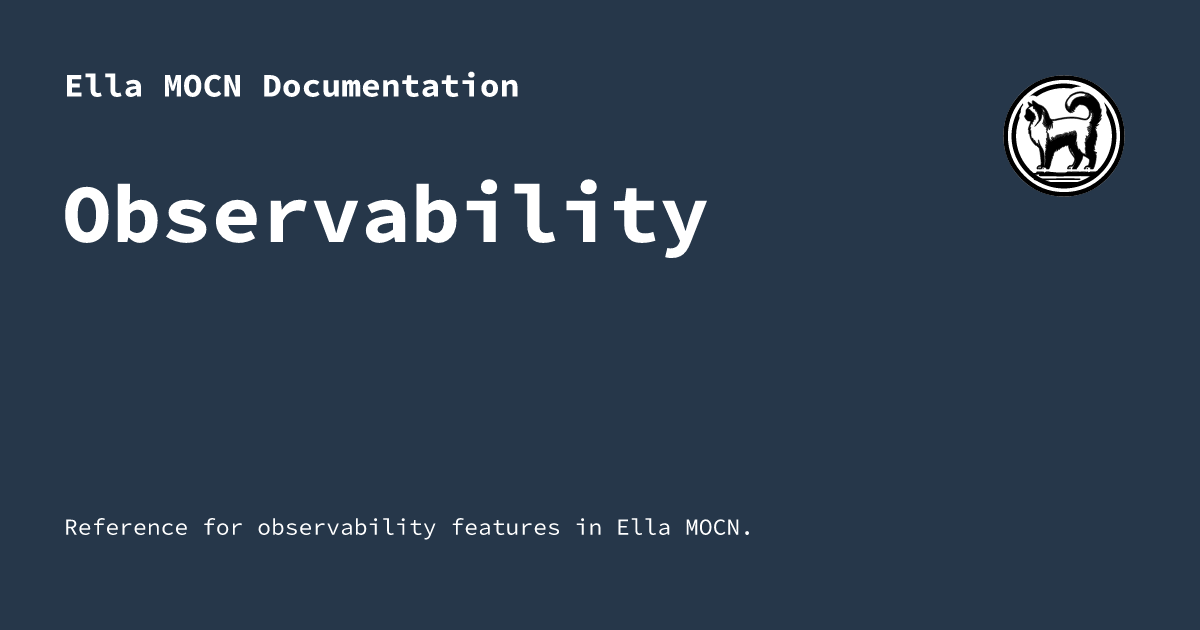 Ella MOCN Documentation
Observability
Reference for observability features in Ella MOCN.